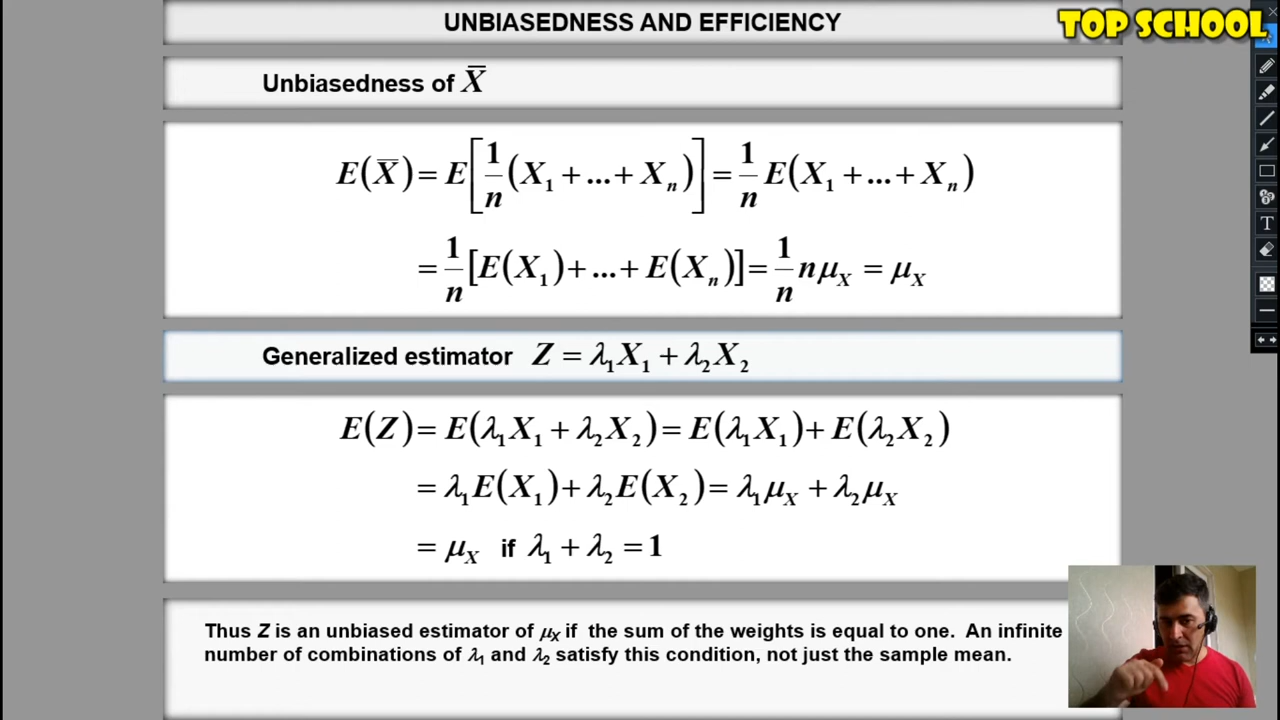 UNBIASEDNESS AND EFFICIENCY
TOP SCHOOL
Unbiasedness of X̅
E(X̅) = E[1/n (X₁ + ... + Xₙ)] = 1/n E(X₁ + ... + Xₙ)
= 1/n [E(X₁) + ... + E(Xₙ)] = 1/n nμ_X = μ_X
Generalized estimator Z = λ₁X₁ + λ₂X₂
E(Z) = E(λ₁X₁ + λ₂X₂) = E(λ₁X₁) + E(λ₂X₂)
= λ₁E(X₁) + λ₂E(X₂) = λ₁μ_X + λ₂μ_X
= μ_X if λ₁ + λ₂ = 1
Thus Z is an unbiased estimator of μ_X if the sum of the weights is equal to one. An infinite
number of combinations of λ₁ and λ₂ satisfy this condition, not just the sample mean.